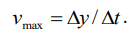 v_max = Δy / Δt.